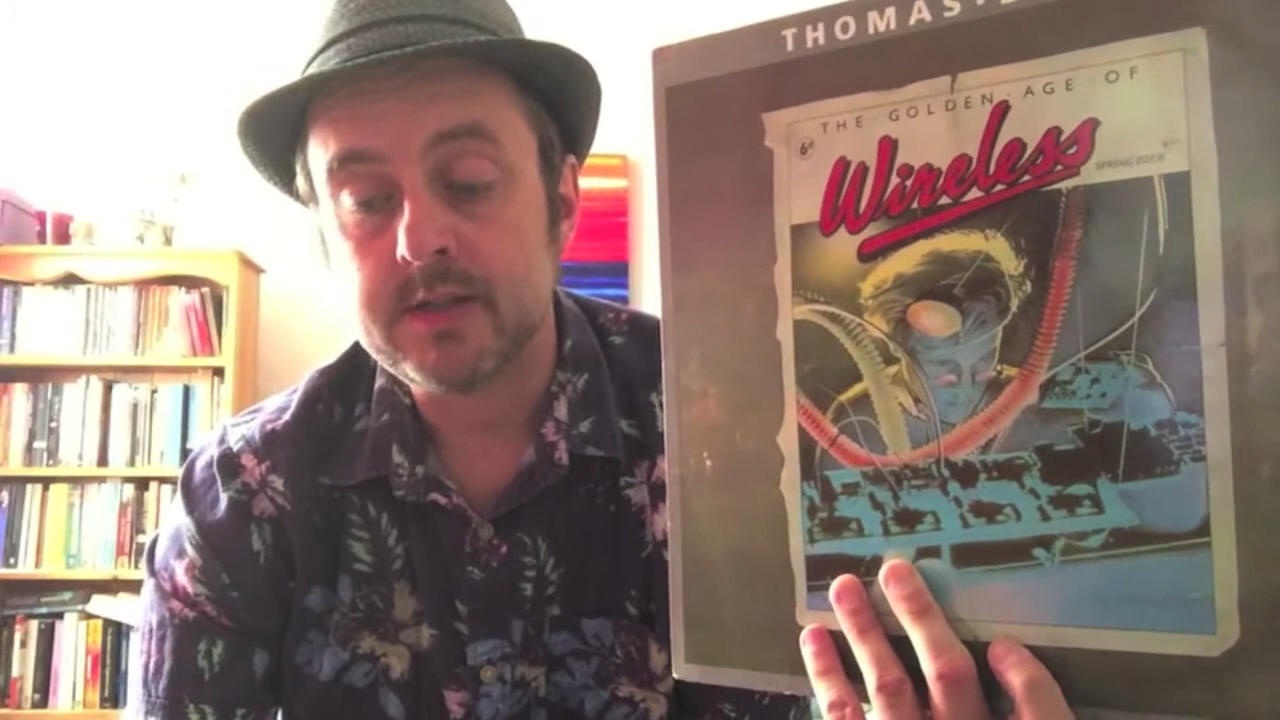 THOMAS
THE GOLDEN AGE OF
Wireless
6d
SPRING ISSUE